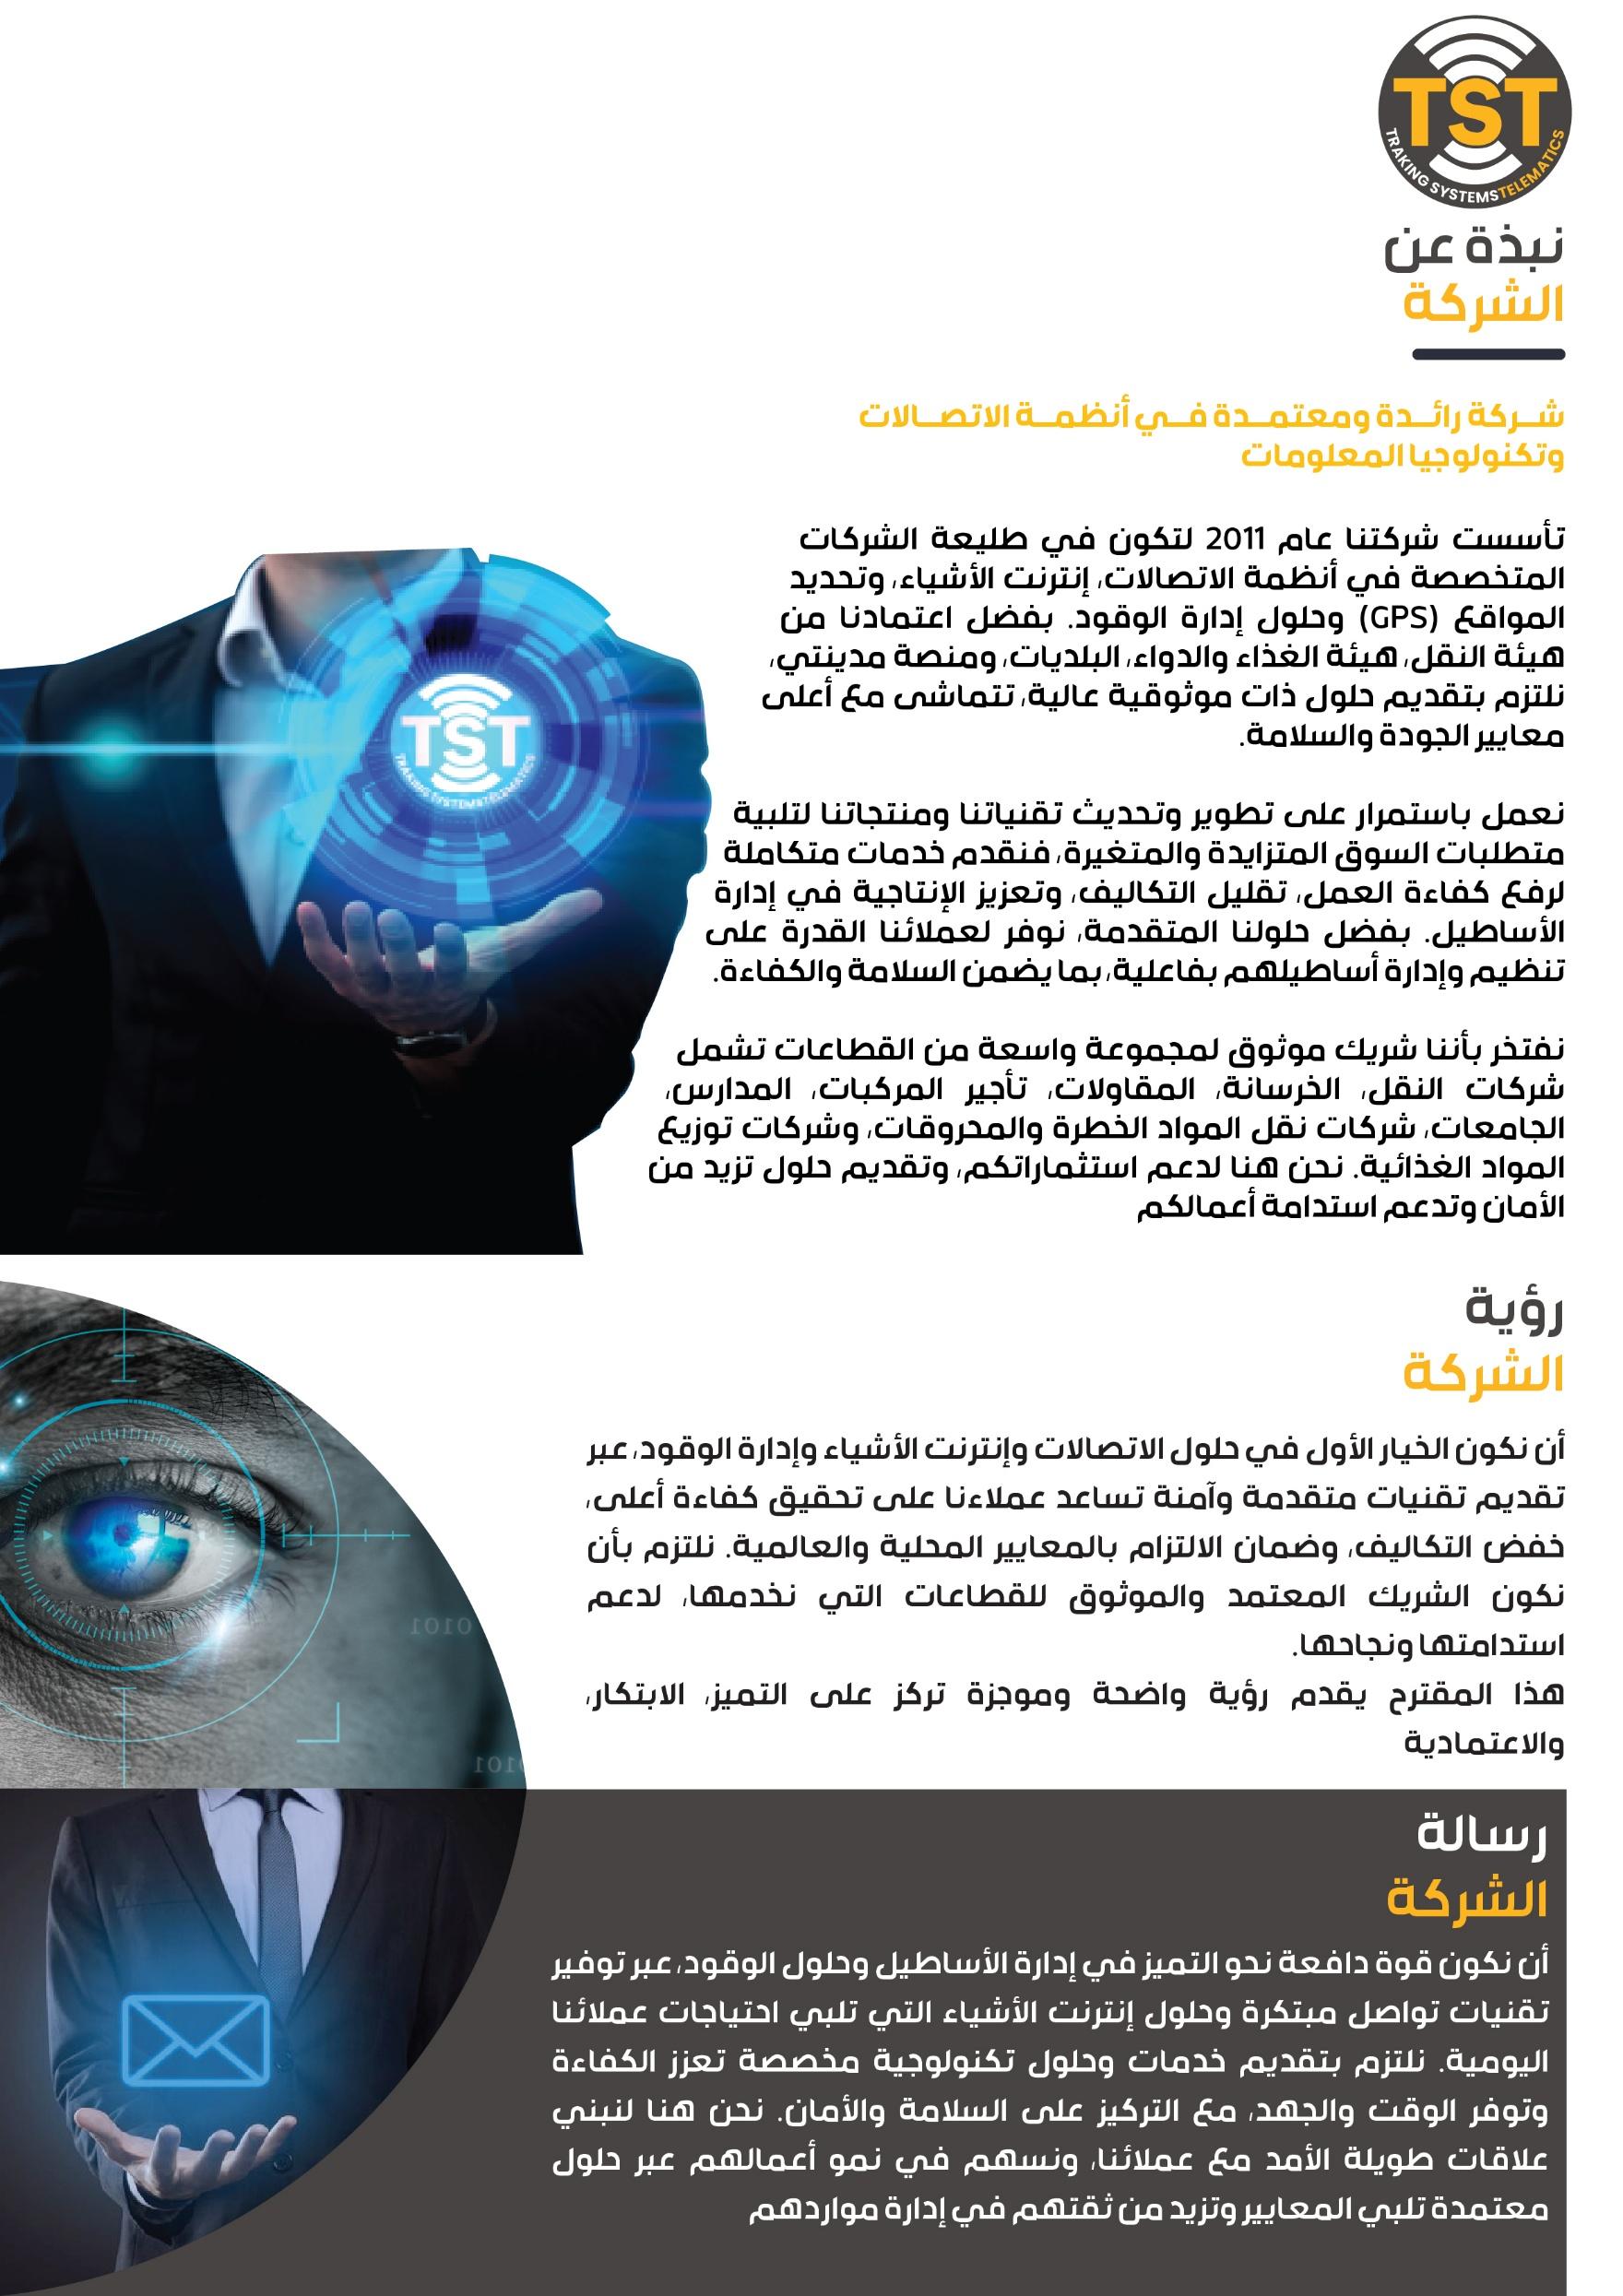 TST
TRAKING SYSTEMS TELEMATICS
نبذة عن
الشركة
شركة رائدة ومعتمدة في أنظمة الاتصالات
وتكنولوجيا المعلومات
تأسست شركتنا عام 2011 لتكون في طليعة الشركات
المتخصصة في أنظمة الاتصالات، إنترنت الأشياء، وتحديد
المواقع (GPS) وحلول إدارة الوقود. بفضل اعتمادنا من
هيئة النقل، هيئة الغذاء والدواء، البلديات، ومنصة مدينتي،
نلتزم بتقديم حلول ذات موثوقية عالية، تتماشى مع أعلى
معايير الجودة والسلامة.
نعمل باستمرار على تطوير وتحديث تقنياتنا ومنتجاتنا لتلبية
متطلبات السوق المتزايدة والمتغيرة، فنقدم خدمات متكاملة
لرفع كفاءة العمل، تقليل التكاليف، وتعزيز الإنتاجية في إدارة
الأساطيل. بفضل حلولنا المتقدمة، نوفر لعملائنا القدرة على
تنظيم وإدارة أساطيلهم بفاعلية، بما يضمن السلامة والكفاءة.
نفتخر بأننا شريك موثوق لمجموعة واسعة من القطاعات تشمل
شركات النقل، الخرسانة، المقاولات، تأجير المركبات، المدارس،
الجامعات، شركات نقل المواد الخطرة والمحروقات، وشركات توزيع
المواد الغذائية. نحن هنا لدعم استثماراتكم، وتقديم حلول تزيد من
الأمان وتدعم استدامة أعمالكم
TST
TRAKING SYSTEMS TELEMATICS
رؤية
الشركة
أن نكون الخيار الأول في حلول الاتصالات وإنترنت الأشياء وإدارة الوقود، عبر
تقديم تقنيات متقدمة وآمنة تساعد عملاءنا على تحقيق كفاءة أعلى،
خفض التكاليف، وضمان الالتزام بالمعايير المحلية والعالمية. نلتزم بأن
نكون الشريك المعتمد والموثوق للقطاعات التي نخدمها، لدعم
استدامتها ونجاحها.
هذا المقترح يقدم رؤية واضحة وموجزة تركز على التميز، الابتكار،
والاعتمادية
رسالة
الشركة
أن نكون قوة دافعة نحو التميز في إدارة الأساطيل وحلول الوقود، عبر توفير
تقنيات تواصل مبتكرة وحلول إنترنت الأشياء التي تلبي احتياجات عملائنا
اليومية. نلتزم بتقديم خدمات وحلول تكنولوجية مخصصة تعزز الكفاءة
وتوفر الوقت والجهد، مع التركيز على السلامة والأمان. نحن هنا لنبني
علاقات طويلة الأمد مع عملائنا، ونسهم في نمو أعمالهم عبر حلول
معتمدة تلبي المعايير وتزيد من ثقتهم في إدارة مواردهم